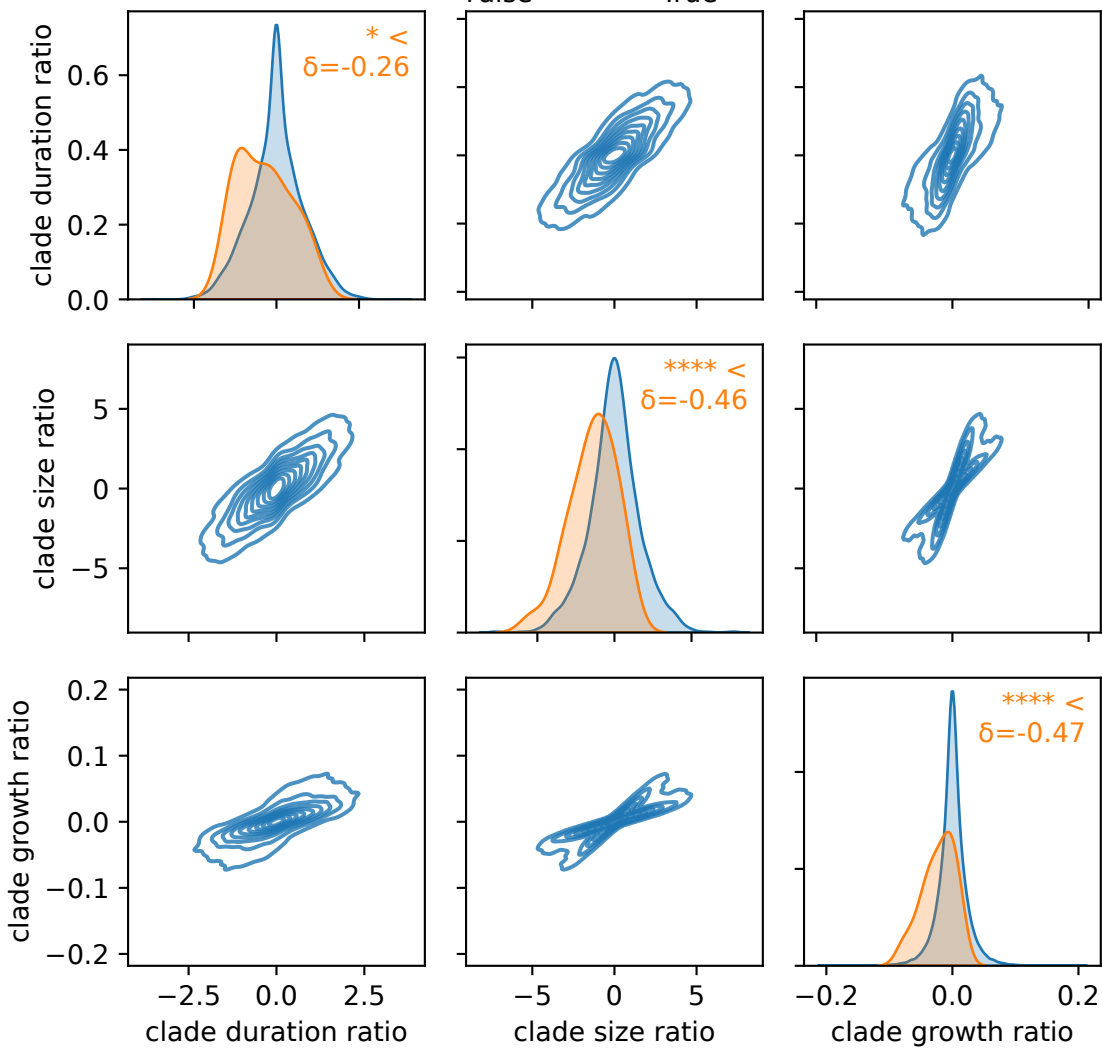 clade duration ratio
0.6
0.4
0.2
0.0
* <
δ=-0.26
clade size ratio
5
0
−5
**** <
δ=-0.46
clade growth ratio
0.2
0.1
0.0
−0.1
−0.2
**** <
δ=-0.47
−2.5 0.0 2.5
−5 0 5
−0.2 0.0 0.2
clade duration ratio
clade size ratio
clade growth ratio